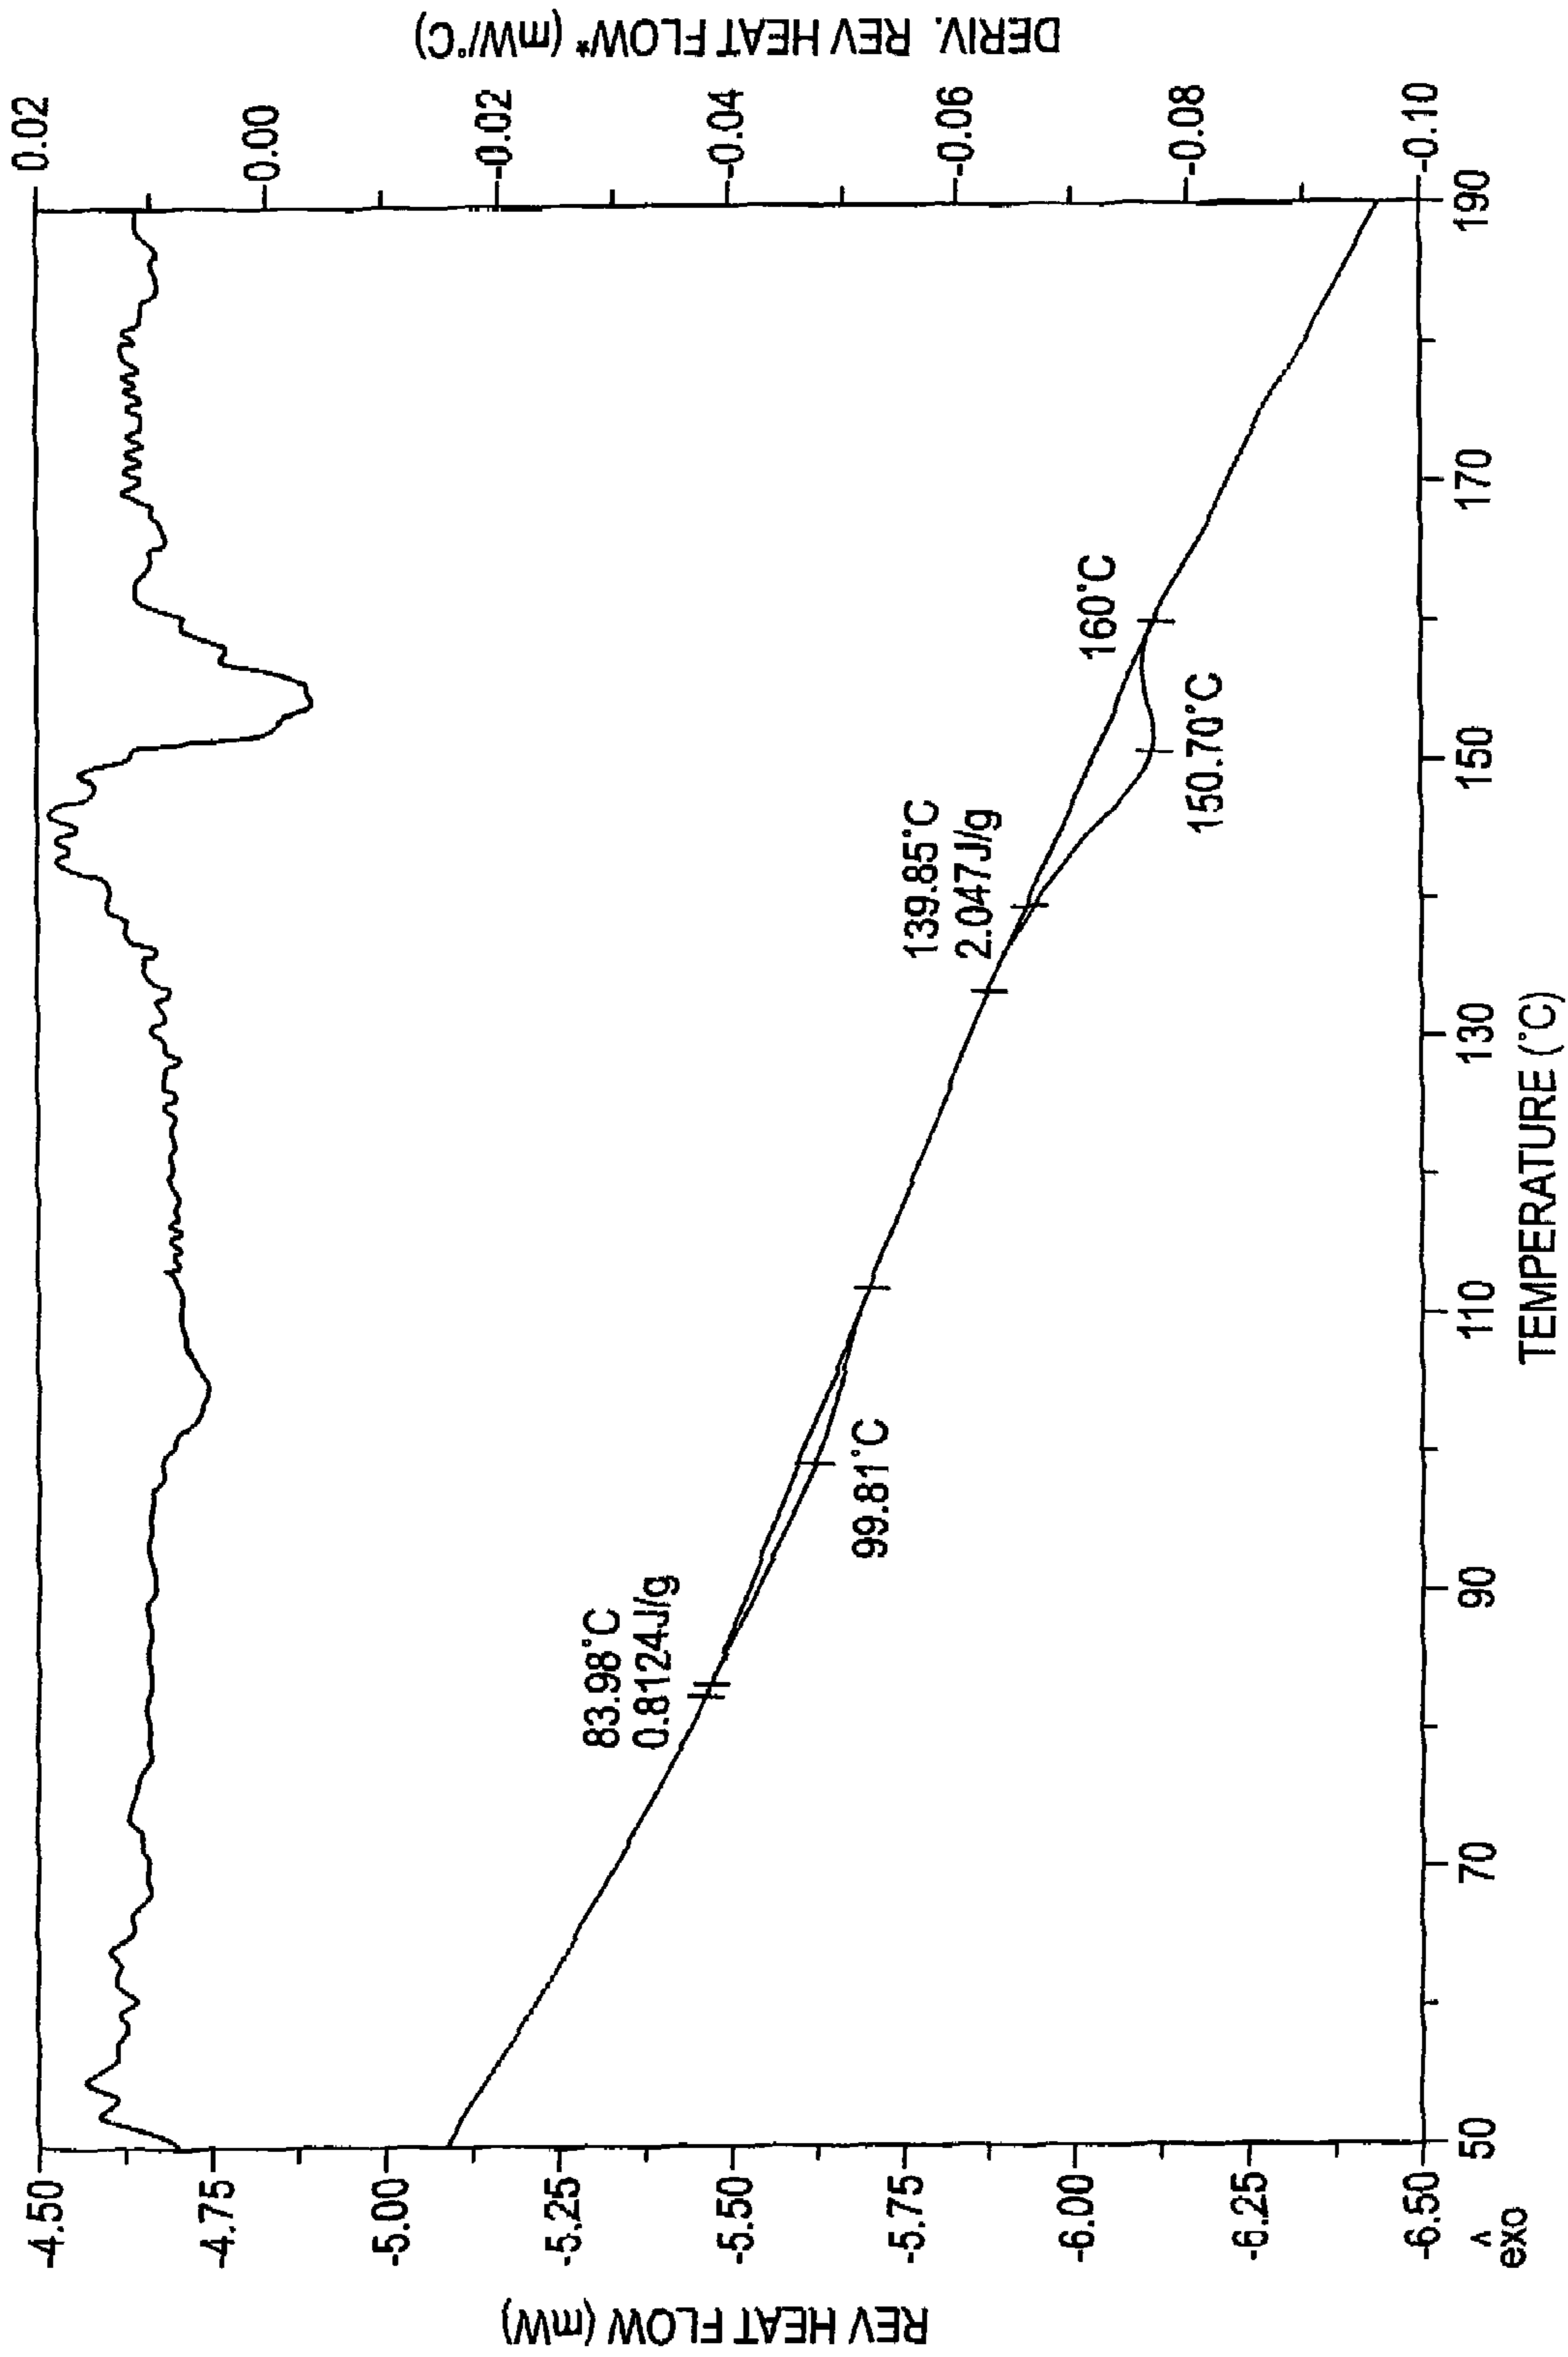 REV HEAT FLOW (mW)
-4.50
-4.75
-5.00
-5.25
-5.50
-5.75
-6.00
-6.25
-6.50
^
exo
50
70
90
110
130
150
170
190
TEMPERATURE (°C)
83.98°C
0.8124J/g
99.81°C
139.85°C
2.047J/g
150.70°C
160°C
0.02
0.00
-0.02
-0.04
-0.06
-0.08
-0.10
DERIV. REV HEAT FLOW* (mW/°C)